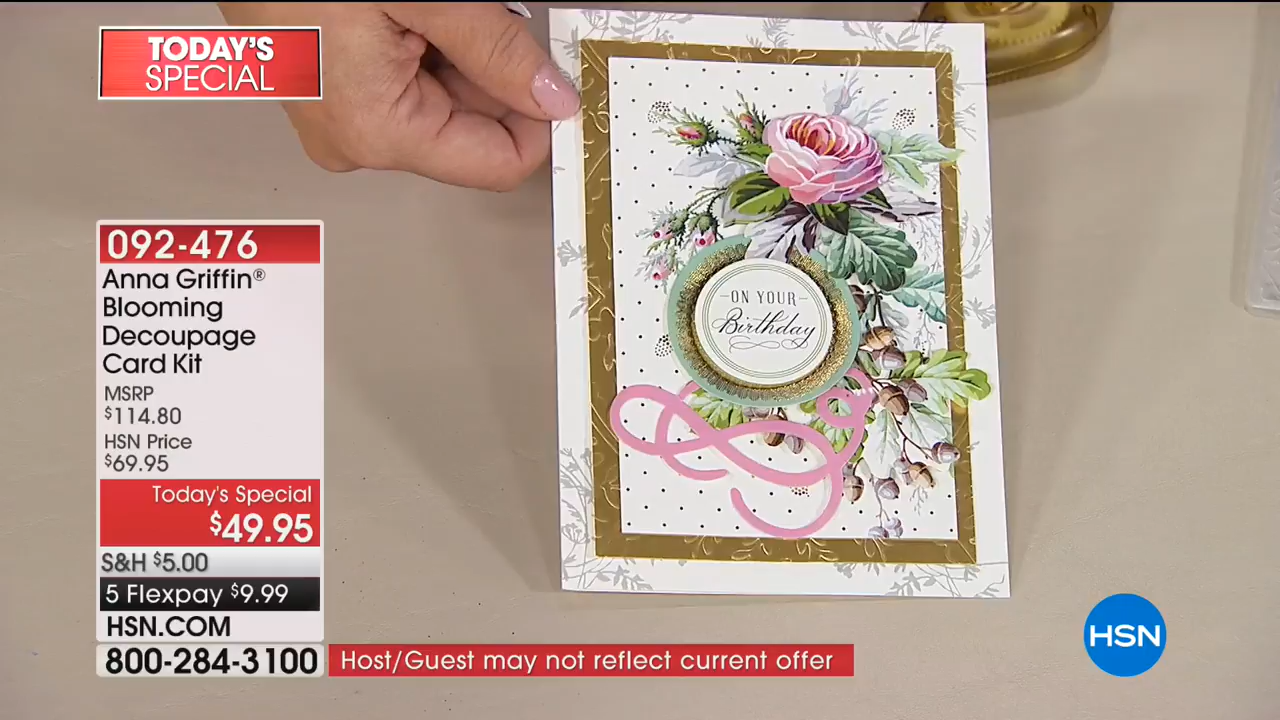 TODAY'S
SPECIAL
092-476
Anna Griffin®
Blooming
Decoupage
Card Kit
MSRP
$114.80
HSN Price
$69.95
Today's Special
$49.95
S&H $5.00
5 Flexpay $9.99
HSN.COM
800-284-3100
Host/Guest may not reflect current offer
ON YOUR
Birthday
HSN